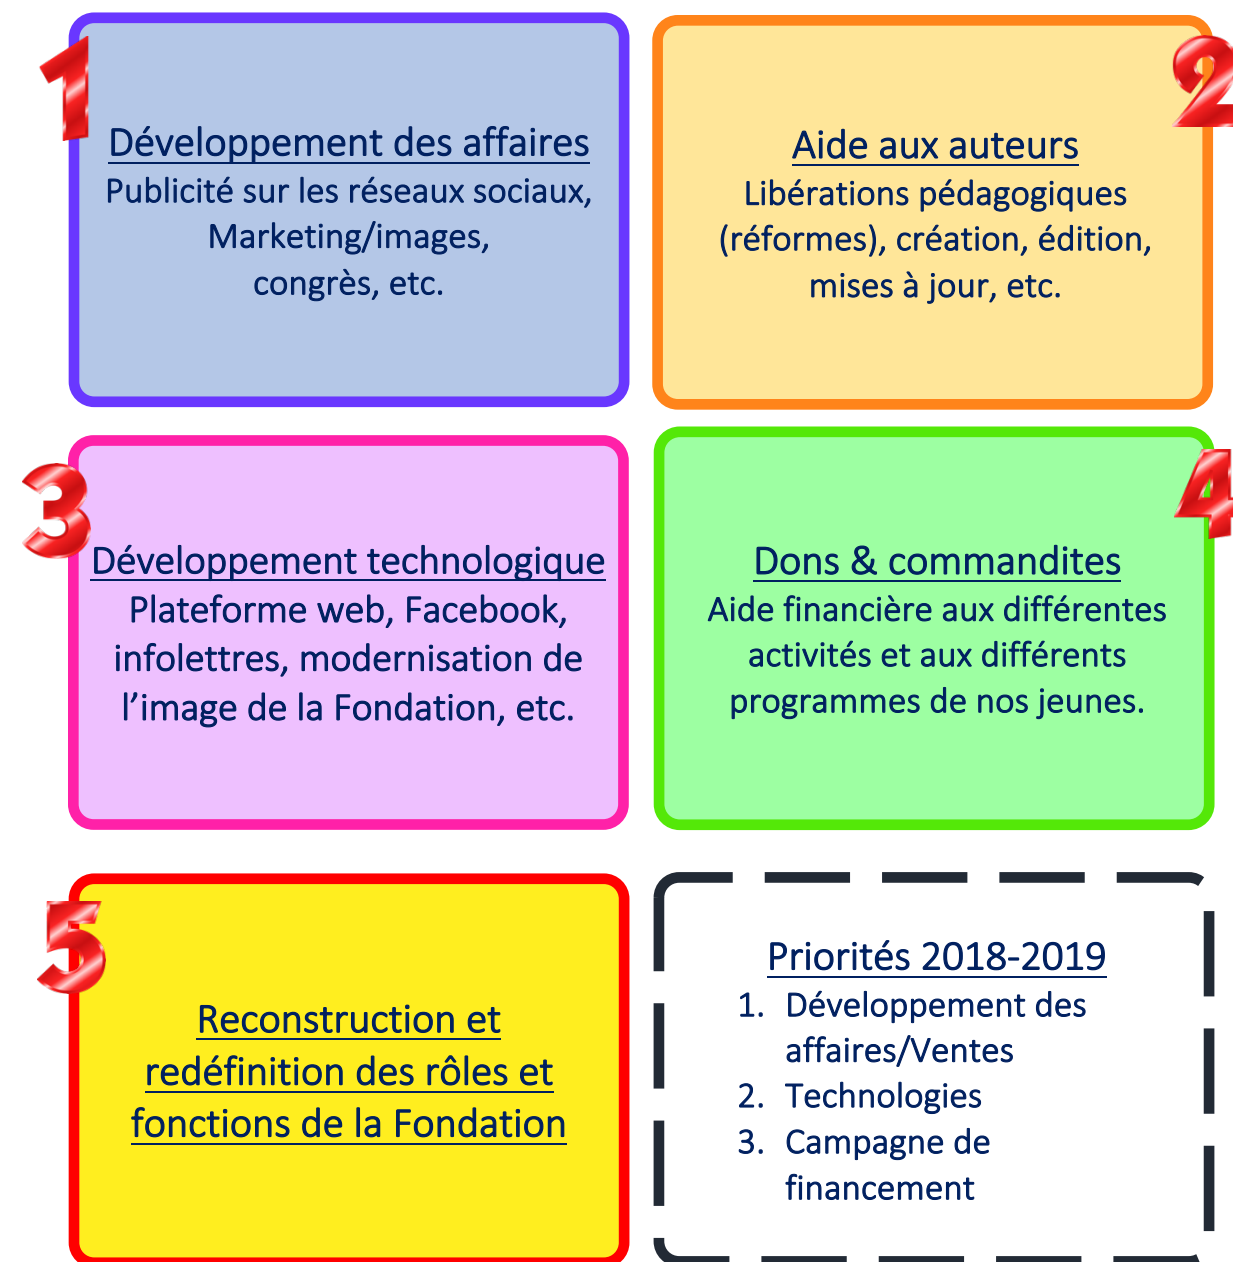 1
Développement des affaires
Publicité sur les réseaux sociaux,
Marketing/images,
congrès, etc.
2
Aide aux auteurs
Libérations pédagogiques
(réformes), création, édition,
mises à jour, etc.
3
Développement technologique
Plateforme web, Facebook,
infolettres, modernisation de
l’image de la Fondation, etc.
4
Dons & commandites
Aide financière aux différentes
activités et aux différents
programmes de nos jeunes.
5
Reconstruction et
redéfinition des rôles et
fonctions de la Fondation
Priorités 2018-2019
1. Développement des
affaires/Ventes
2. Technologies
3. Campagne de
financement